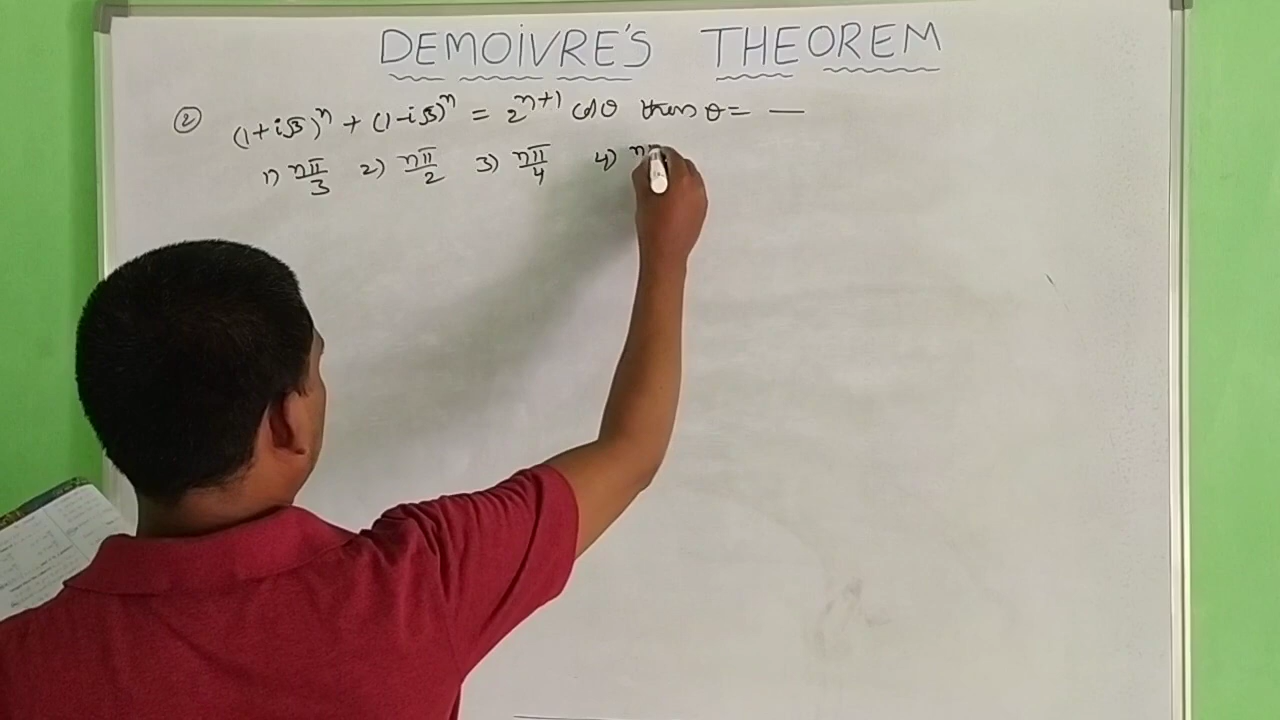 DEMOIVRE'S THEOREM
② (1+i√3)ⁿ + (1-i√3)ⁿ = 2ⁿ⁺¹ cosθ then θ = —
1) nπ/3 2) nπ/2 3) nπ/4 4)